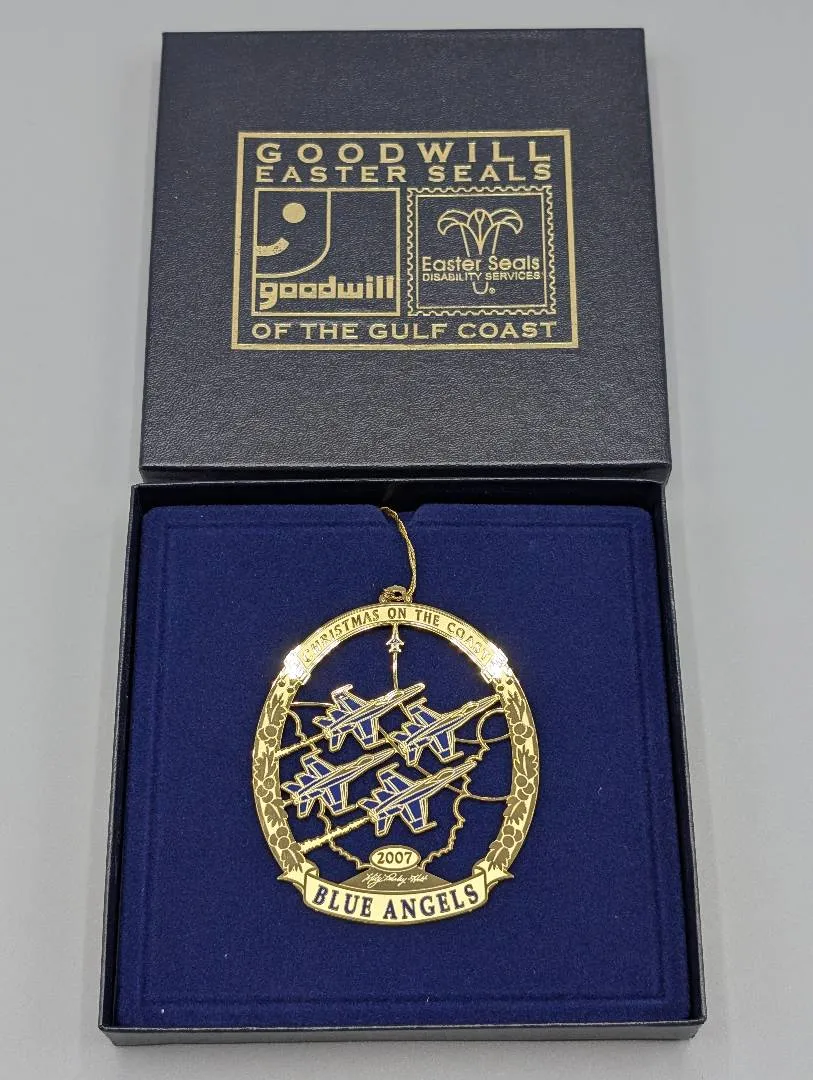 GOODWILL
EASTER SEALS
goodwill
Easter Seals
DISABILITY SERVICES
®
OF THE GULF COAST
CHRISTMAS ON THE COAST
2007
BLUE ANGELS